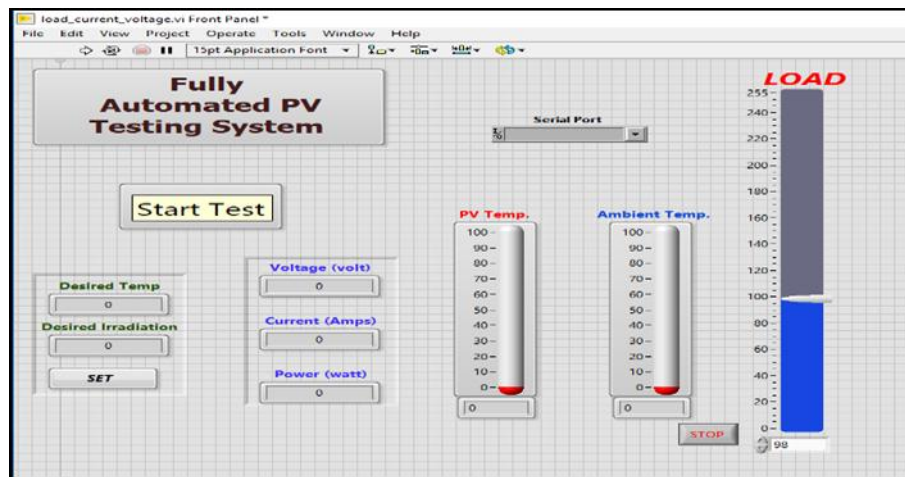 load_current_voltage.vi Front Panel *
File Edit View Project Operate Tools Window Help
15pt Application Font
Fully
Automated PV
Testing System
Serial Port
Start Test
Desired Temp
0
Desired Irradiation
0
SET
Voltage (volt)
0
Current (Amps)
0
Power (watt)
0
PV Temp.
100
90
80
70
60
50
40
30
20
10
0
0
Ambient Temp.
100
90
80
70
60
50
40
30
20
10
0
0
STOP
LOAD
255
240
220
200
180
160
140
120
100
80
60
40
20
0
98